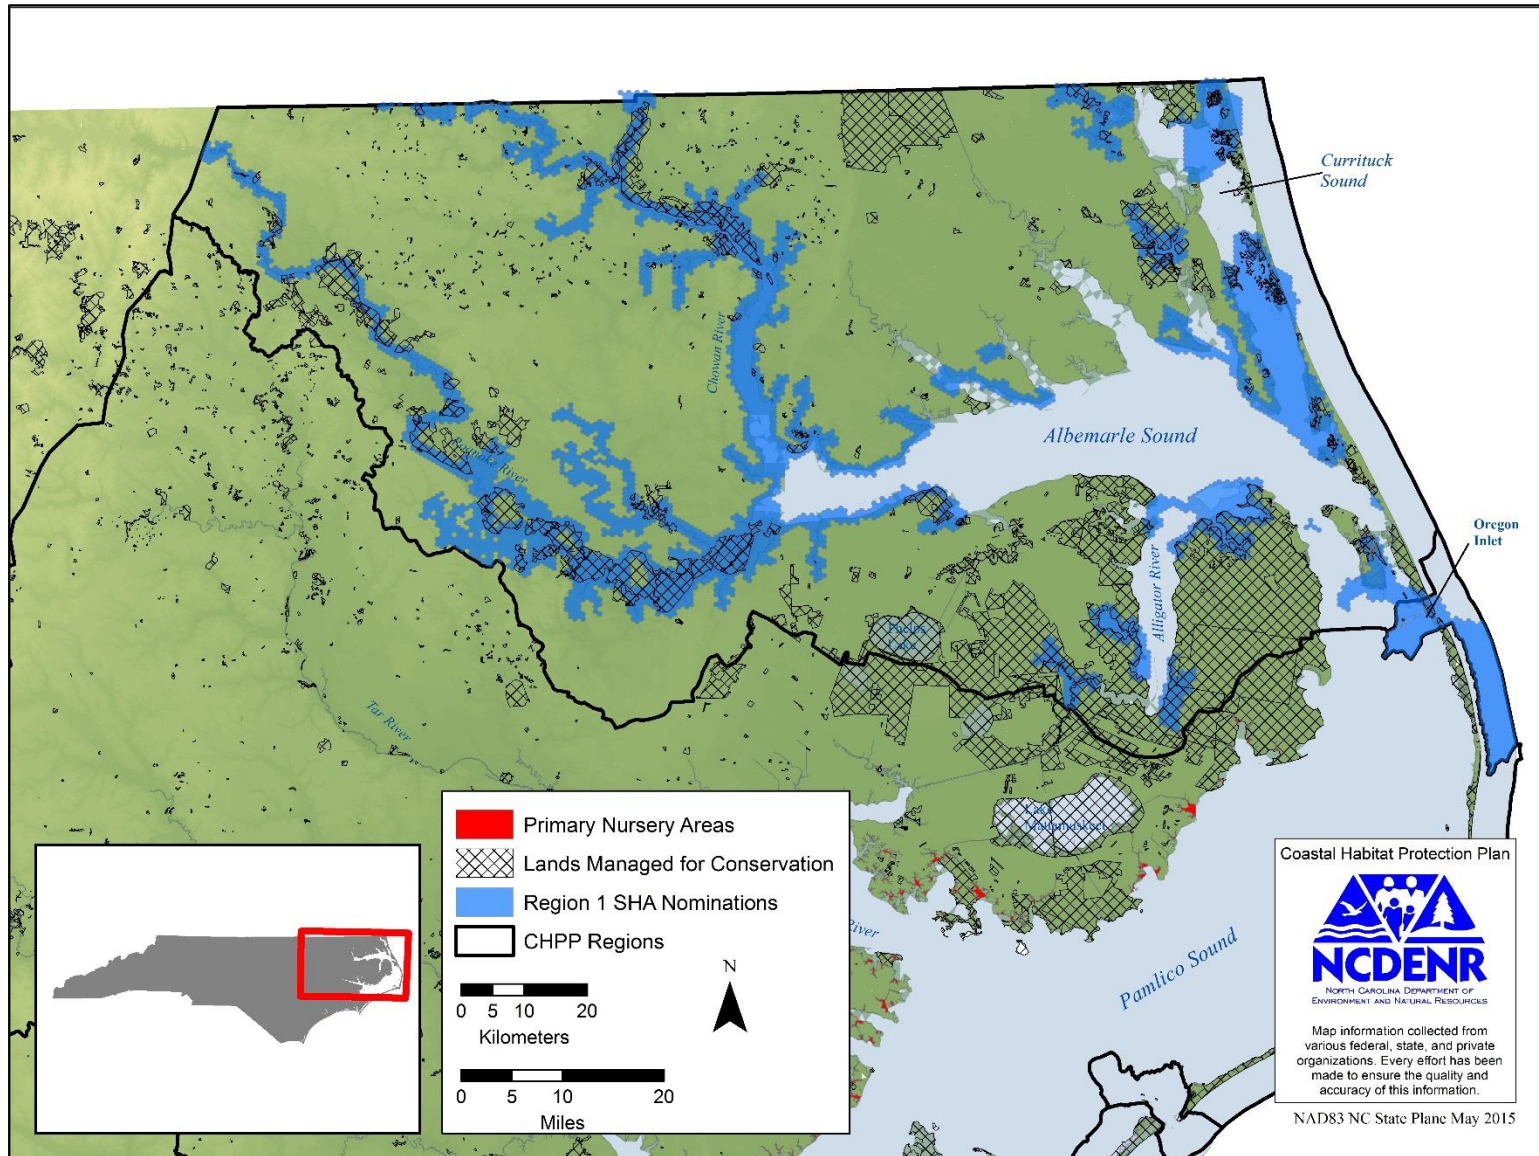 Currituck
Sound
Chowan River
Albemarle Sound
Roanoke River
Oregon
Inlet
Alligator River
Phelps
Lake
Tar River
Lake
Mattamuskeet
River
Pamlico Sound
Primary Nursery Areas
Lands Managed for Conservation
Region 1 SHA Nominations
CHPP Regions
0 5 10 20
Kilometers
0 5 10 20
Miles
N
Coastal Habitat Protection Plan
NCDENR
NORTH CAROLINA DEPARTMENT OF
ENVIRONMENT AND NATURAL RESOURCES
Map information collected from
various federal, state, and private
organizations. Every effort has been
made to ensure the quality and
accuracy of this information.
NAD83 NC State Plane May 2015